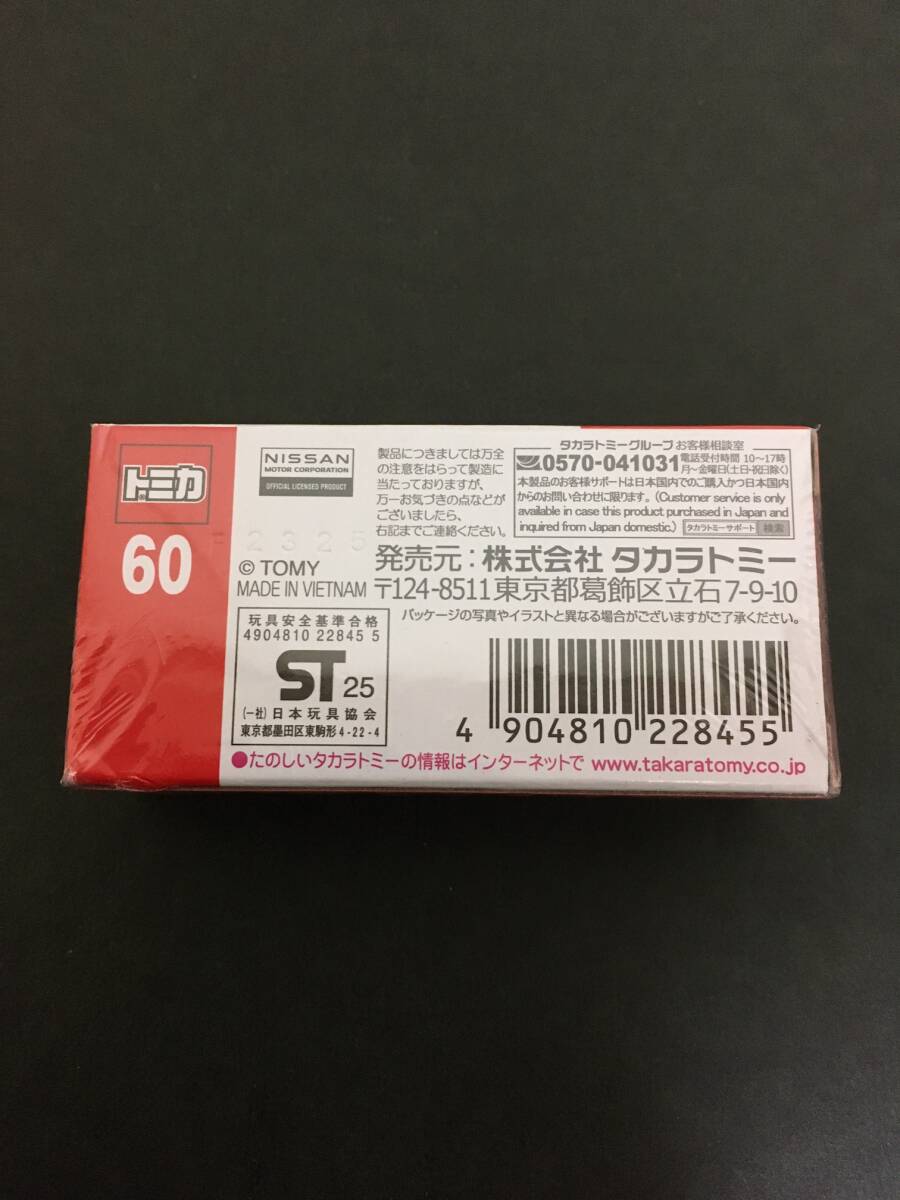 トミカ
60
NISSAN
MOTOR CORPORATION
OFFICIAL LICENSED PRODUCT
2325
© TOMY
MADE IN VIETNAM
製品につきましては万全
の注意をはらって製造に
当たっておりますが、
万一お気づきの点などが
ございましたら、
右記までご連絡ください。
タカラトミーグループ お客様相談室
0570-041031 電話受付時間 10～17時
月～金曜日(土日・祝日除く)
本製品のお客様サポートは日本国内でのご購入かつ日本国内
からのお問い合わせに限ります。(Customer service is only
available in case this product purchased in Japan and
inquired from Japan domestic.) タカラトミーサポート 検索
発売元：株式会社 タカラトミー
〒124-8511 東京都葛飾区立石7-9-10
パッケージの写真やイラストと異なる場合がございますがご了承ください。
玩具安全基準合格
4904810 22845 5
ST 25
(一社)日本玩具協会
東京都墨田区東駒形4-22-4
4 904810 228455
●たのしいタカラトミーの情報はインターネットで www.takaratomy.co.jp